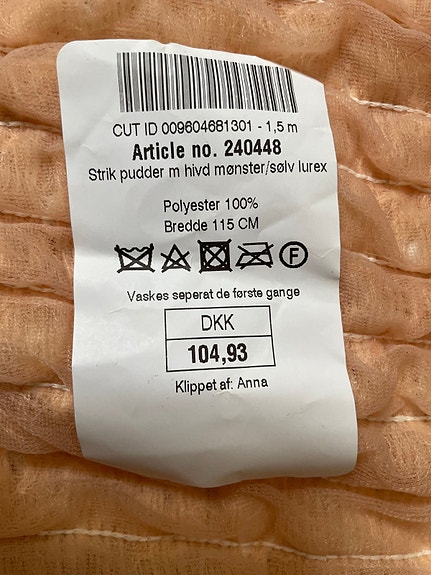 CUT ID 009604681301 - 1,5 m
Article no. 240448
Strik pudder m hivd mønster/sølv lurex
Polyester 100%
Bredde 115 CM
F
Vaskes seperat de første gange
DKK
104,93
Klippet af: Anna